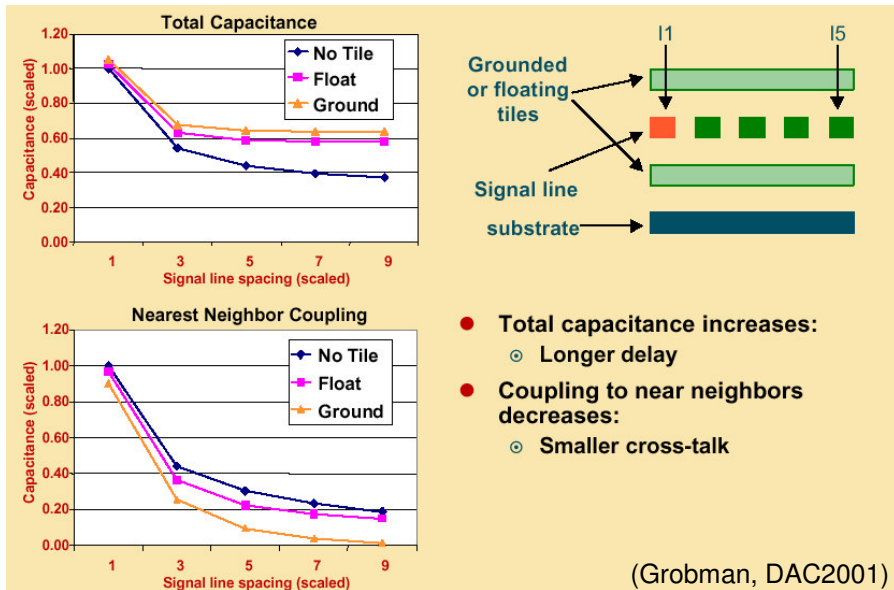 Total Capacitance
1.20
1.00
0.80
0.60
0.40
0.20
0.00
Capacitance (scaled)
No Tile
Float
Ground
1 3 5 7 9
Signal line spacing (scaled)
I1 I5
Grounded
or floating
tiles
Signal line
substrate
Nearest Neighbor Coupling
1.20
1.00
0.80
0.60
0.40
0.20
0.00
Capacitance (scaled)
No Tile
Float
Ground
1 3 5 7 9
Signal line spacing (scaled)
Total capacitance increases:
Longer delay
Coupling to near neighbors
decreases:
Smaller cross-talk
(Grobman, DAC2001)